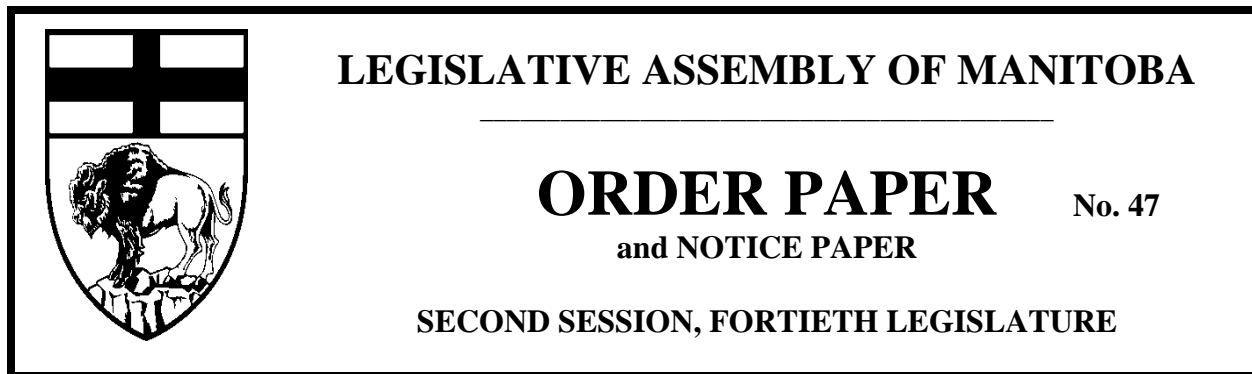 LEGISLATIVE ASSEMBLY OF MANITOBA
ORDER PAPER No. 47
and NOTICE PAPER
SECOND SESSION, FORTIETH LEGISLATURE